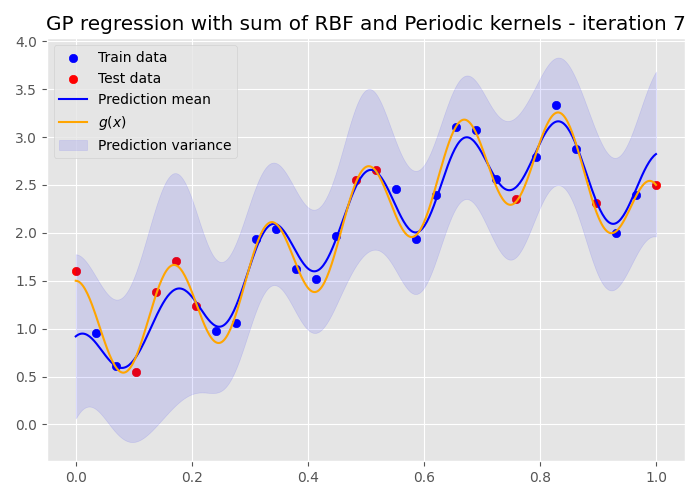 GP regression with sum of RBF and Periodic kernels - iteration 7
Train data
Test data
Prediction mean
g(x)
Prediction variance
4.0
3.5
3.0
2.5
2.0
1.5
1.0
0.5
0.0
0.0 0.2 0.4 0.6 0.8 1.0